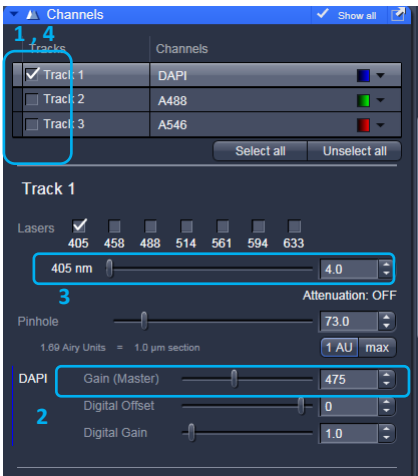 Channels Show all
1 , 4
Tracks Channels
Track 1 DAPI
Track 2 A488
Track 3 A546
Select all Unselect all
Track 1
Lasers
405 458 488 514 561 594 633
405 nm 4.0
3
Attenuation: OFF
Pinhole 73.0
1.69 Airy Units = 1.0 µm section 1 AU max
DAPI Gain (Master) 475
2
Digital Offset 0
Digital Gain 1.0